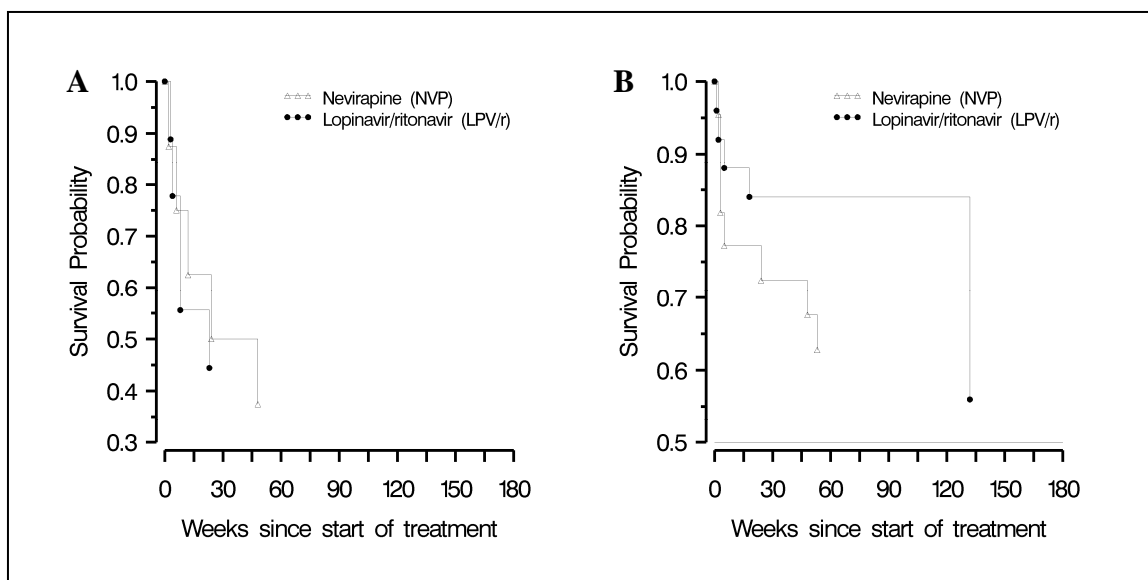 A
Nevirapine (NVP)
Lopinavir/ritonavir (LPV/r)
Survival Probability
1.0
0.9
0.8
0.7
0.6
0.5
0.4
0.3
0 30 60 90 120 150 180
Weeks since start of treatment
B
Nevirapine (NVP)
Lopinavir/ritonavir (LPV/r)
Survival Probability
1.0
0.9
0.8
0.7
0.6
0.5
0 30 60 90 120 150 180
Weeks since start of treatment